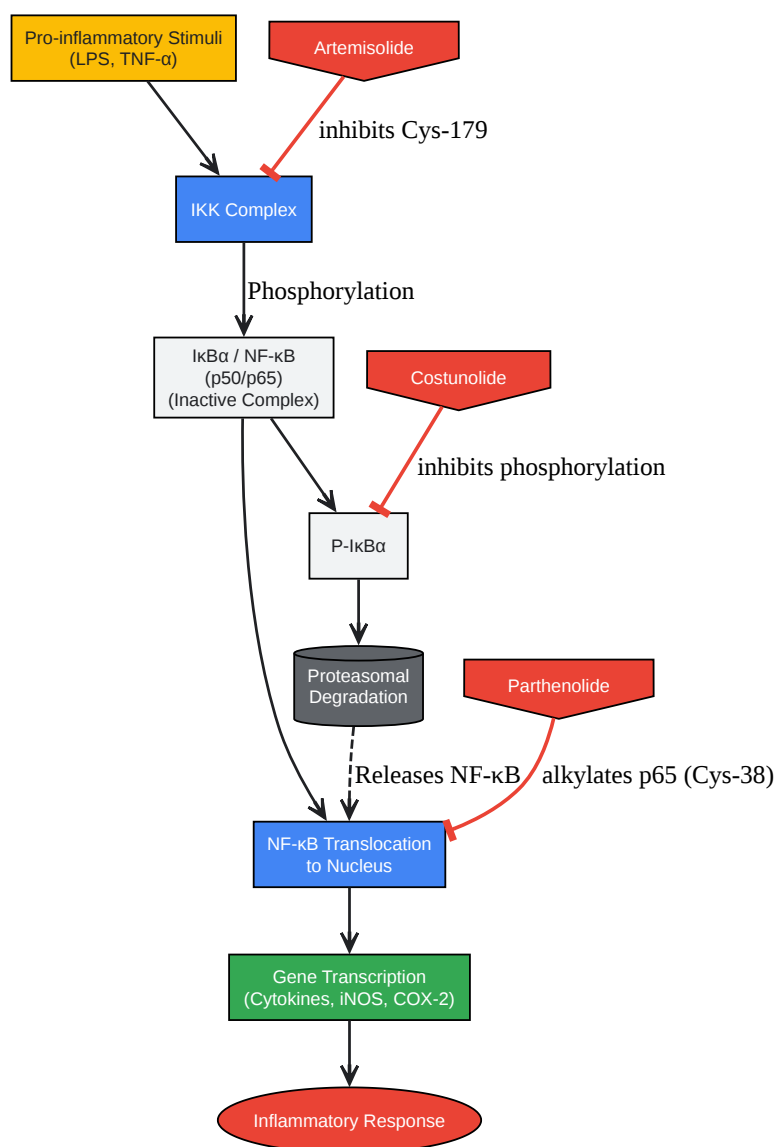 Pro-inflammatory Stimuli
(LPS, TNF-α)
Artemisolide
inhibits Cys-179
IKK Complex
Phosphorylation
IκBα / NF-κB
(p50/p65)
(Inactive Complex)
Costunolide
inhibits phosphorylation
P-IκBα
Proteasomal
Degradation
Parthenolide
Releases NF-κB
alkylates p65 (Cys-38)
NF-κB Translocation
to Nucleus
Gene Transcription
(Cytokines, iNOS, COX-2)
Inflammatory Response